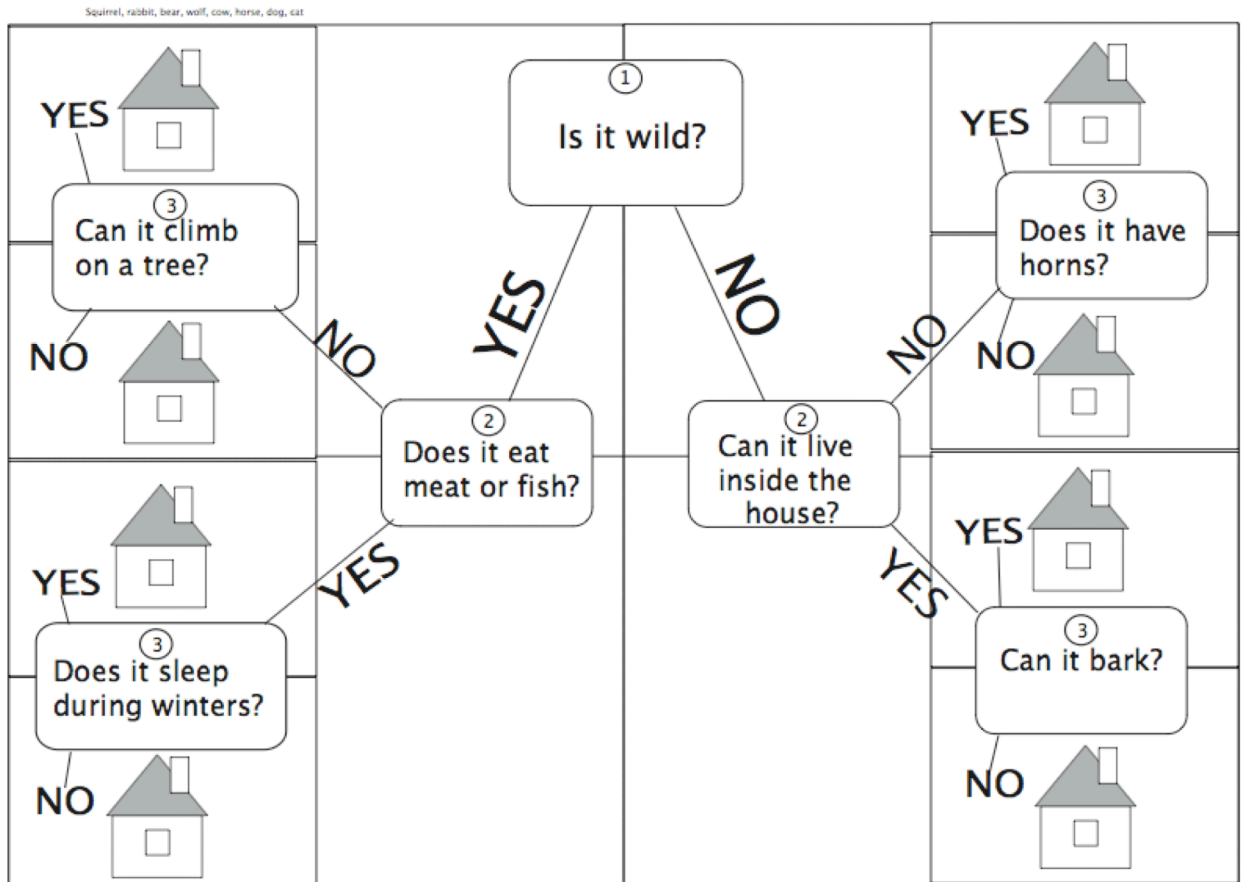 Squirrel, rabbit, bear, wolf, cow, horse, dog, cat
1
Is it wild?
YES
NO
2
Does it eat
meat or fish?
NO
YES
3
Can it climb
on a tree?
YES
NO
3
Does it sleep
during winters?
YES
NO
2
Can it live
inside the
house?
NO
YES
3
Does it have
horns?
YES
NO
3
Can it bark?
YES
NO